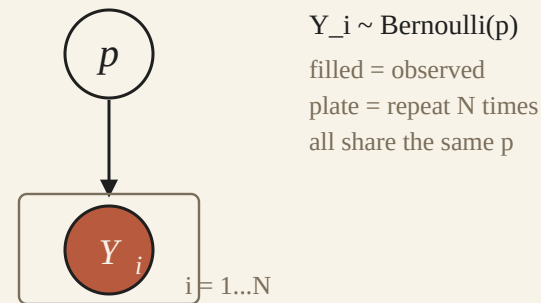 p
Y_i ~ Bernoulli(p)
filled = observed
plate = repeat N times
all share the same p
Y i
i = 1...N